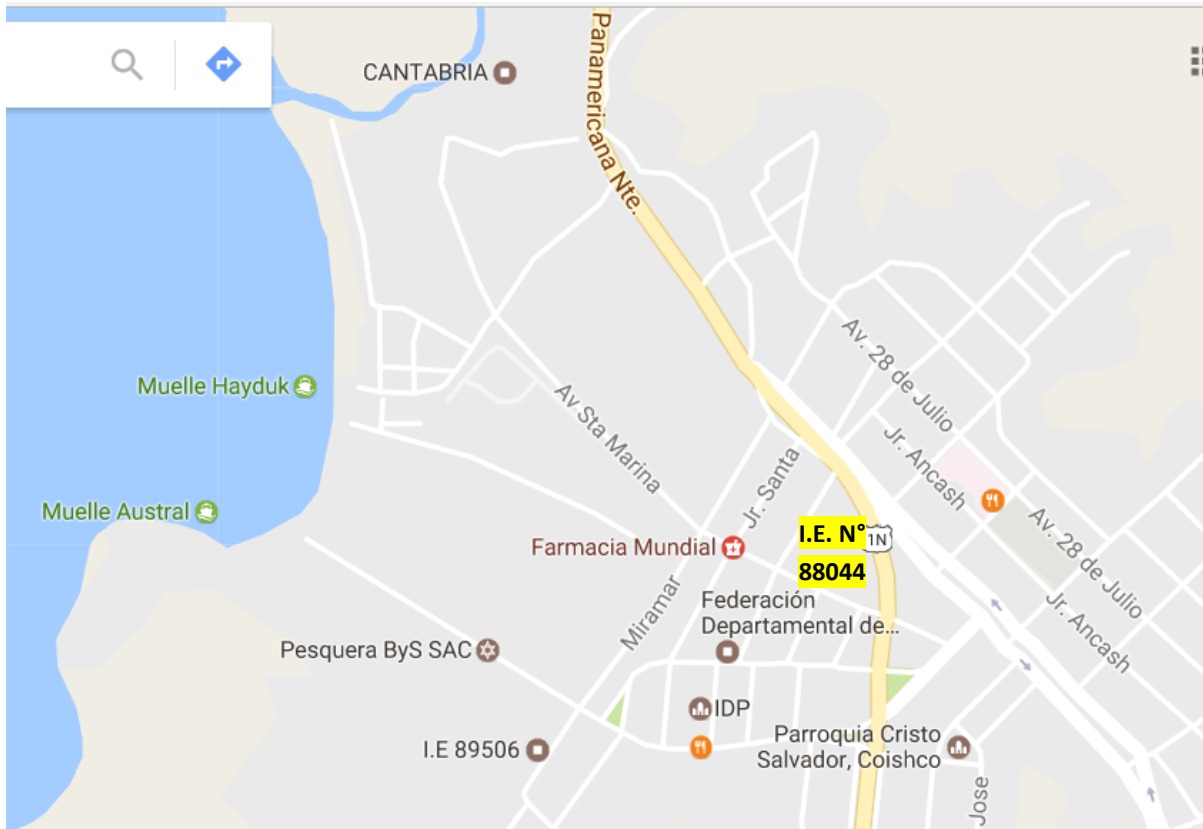 Panamericana Nte.
CANTABRIA
Av. 28 de Julio
Muelle Hayduk
Av Sta Marina
Jr. Ancash
Jr. Santa
Muelle Austral
I.E. N°
88044
1N
Av. 28 de Julio
Farmacia Mundial
Miramar
Federación
Departamental de...
Jr. Ancash
Pesquera ByS SAC
IDP
I.E 89506
Parroquia Cristo
Salvador, Coishco
Jose